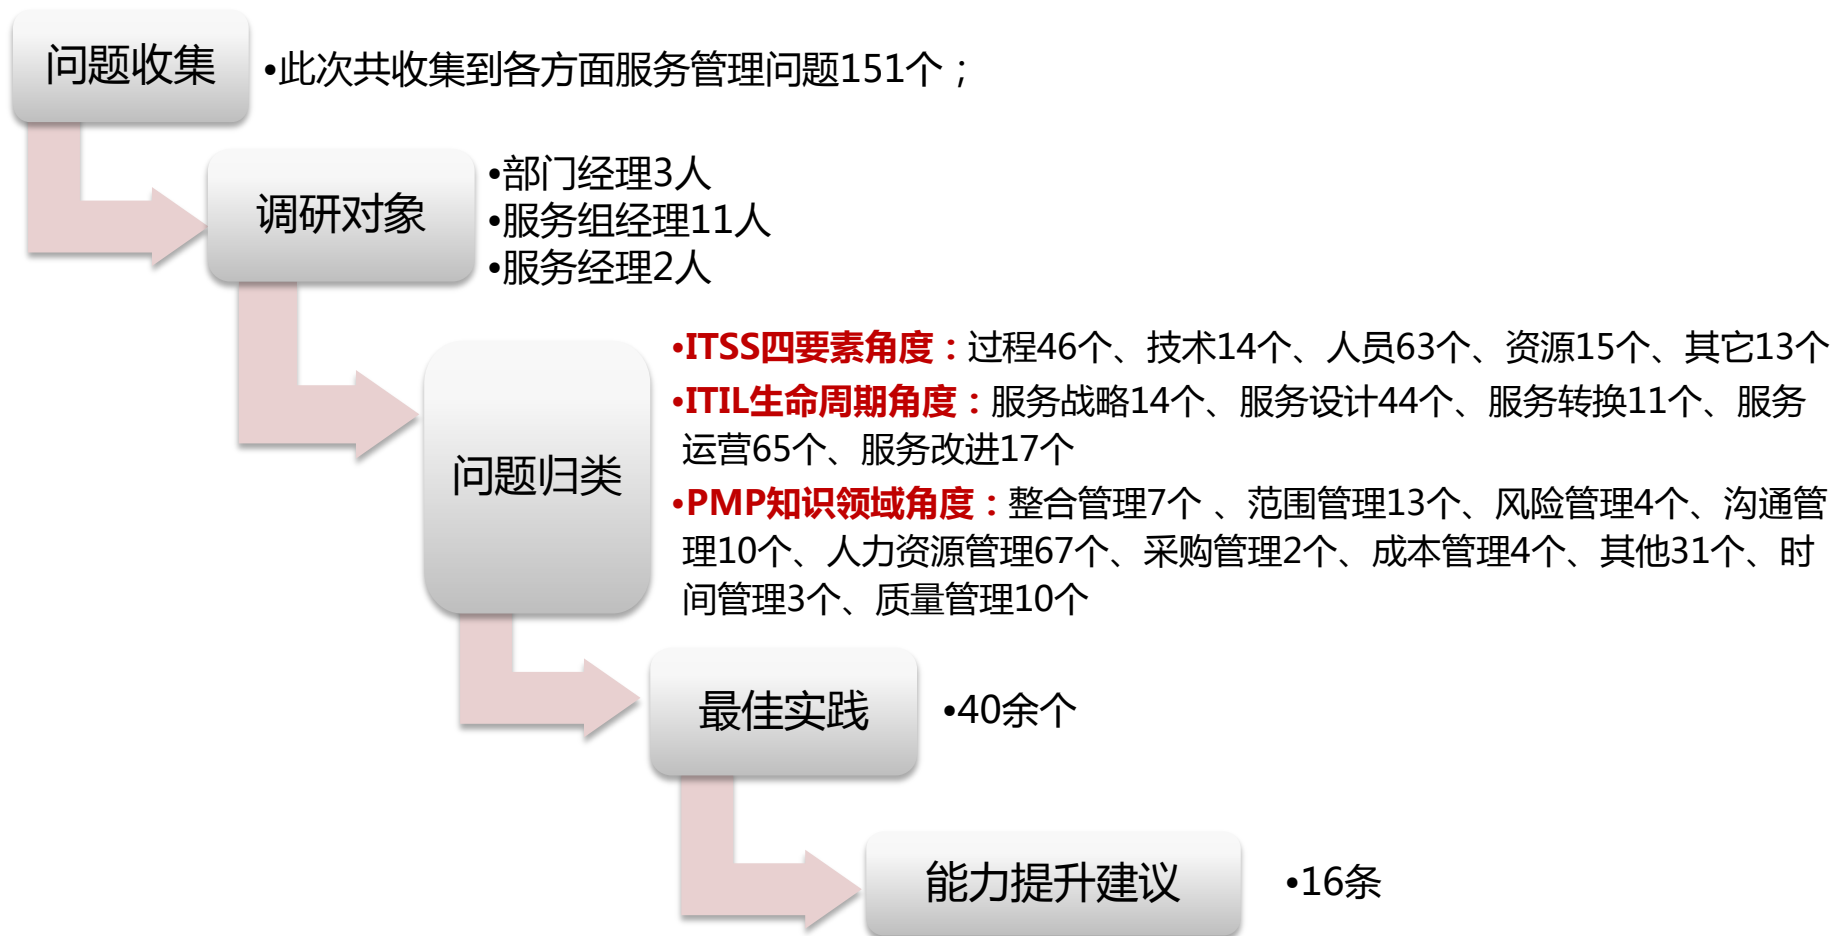 问题收集
•此次共收集到各方面服务管理问题151个；
调研对象
•部门经理3人
•服务组经理11人
•服务经理2人
问题归类
•ITSS四要素角度：过程46个、技术14个、人员63个、资源15个、其它13个
•ITIL生命周期角度：服务战略14个、服务设计44个、服务转换11个、服务
运营65个、服务改进17个
•PMP知识领域角度：整合管理7个 、范围管理13个、风险管理4个、沟通管
理10个、人力资源管理67个、采购管理2个、成本管理4个、其他31个、时
间管理3个、质量管理10个
最佳实践
•40余个
能力提升建议
•16条